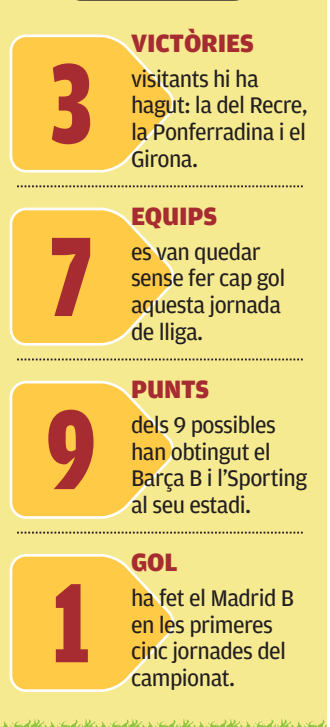 3
VICTÒRIES
visitants hi ha
hagut: la del Recre,
la Ponferradina i el
Girona.
7
EQUIPS
es van quedar
sense fer cap gol
aquesta jornada
de lliga.
9
PUNTS
dels 9 possibles
han obtingut el
Barça B i l'Sporting
al seu estadi.
1
GOL
ha fet el Madrid B
en les primeres
cinc jornades del
campionat.